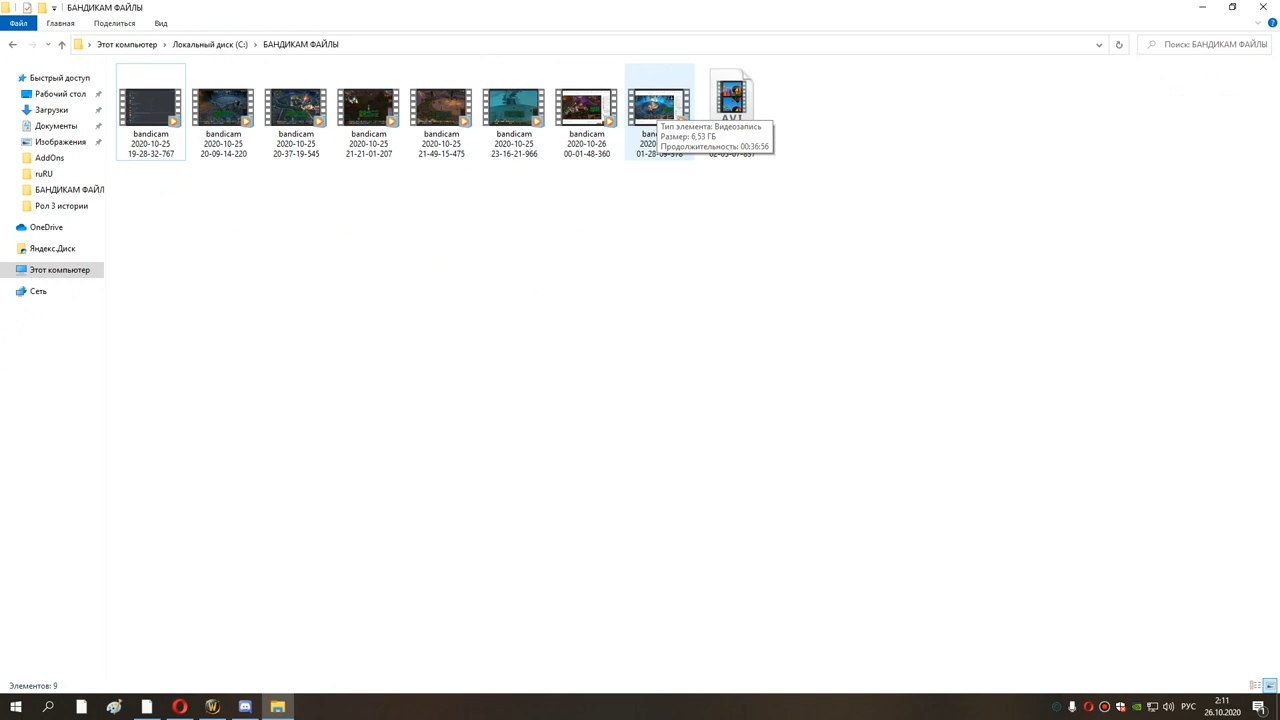 БАНДИКАМ ФАЙЛЫ
Файл Главная Поделиться Вид
Этот компьютер Локальный диск (C:) БАНДИКАМ ФАЙЛЫ
Поиск: БАНДИКАМ ФАЙЛЫ
Быстрый доступ
Рабочий стол
Загрузки
Документы
Изображения
AddOns
ruRU
БАНДИКАМ ФАЙЛ
Рол 3 истории
OneDrive
Яндекс.Диск
Этот компьютер
Сеть
bandicam
2020-10-25
19-28-32-767
bandicam
2020-10-25
20-09-14-220
bandicam
2020-10-25
20-37-19-545
bandicam
2020-10-25
21-21-01-207
bandicam
2020-10-25
21-49-15-475
bandicam
2020-10-25
23-16-21-966
bandicam
2020-10-26
00-01-48-360
AVI
Тип элемента: Видеозапись
Размер: 6,53 ГБ
Продолжительность: 00:36:56
Элементов: 9
РУС
2:11
26.10.2020